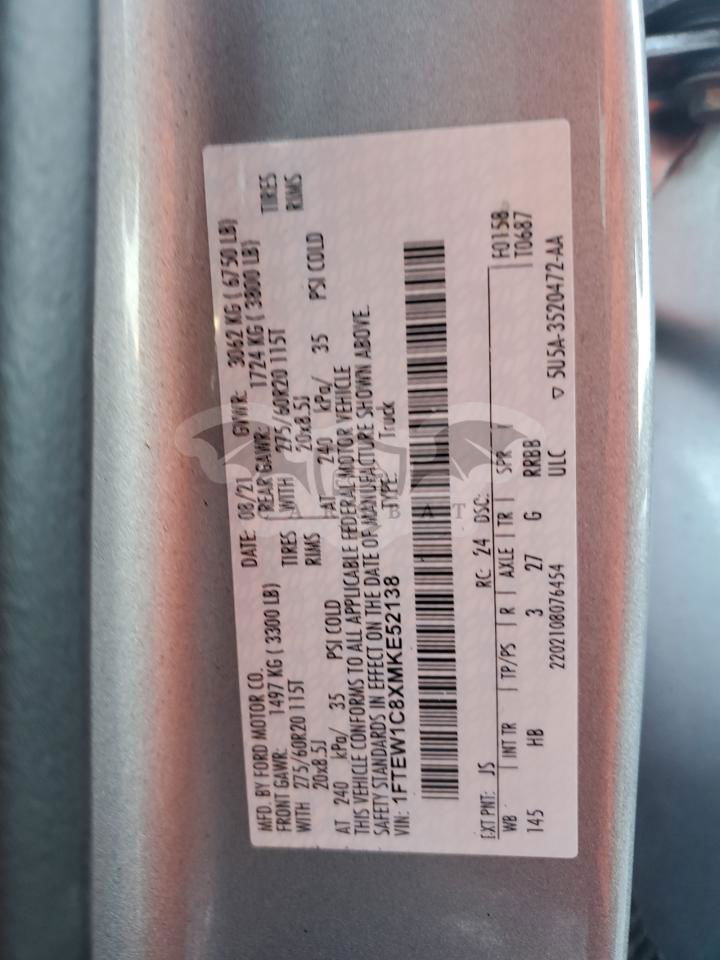 MFD. BY FORD MOTOR CO. DATE: 08/21 GVWR: 3062 KG ( 6750 LB)
FRONT GAWR: 1497 KG ( 3300 LB) REAR GAWR: 1724 KG ( 3800 LB)
WITH 275/60R20 115T TIRES WITH 275/60R20 115T TIRES
20x8.5J RIMS 20x8.5J RIMS
AT 240 kPa/ 35 PSI COLD AT 240 kPa/ 35 PSI COLD
THIS VEHICLE CONFORMS TO ALL APPLICABLE FEDERAL MOTOR VEHICLE
SAFETY STANDARDS IN EFFECT ON THE DATE OF MANUFACTURE SHOWN ABOVE.
VIN: 1FTEW1C8XMKE52138 TYPE: Truck
EXT PNT: JS RC: 24 DSC: F0158
WB INT TR TP/PS R AXLE TR SPR T0687
145 HB 3 27 G RRBB
2202108076454 ULC ▽ 5U5A-3520472-AA
CARBAT